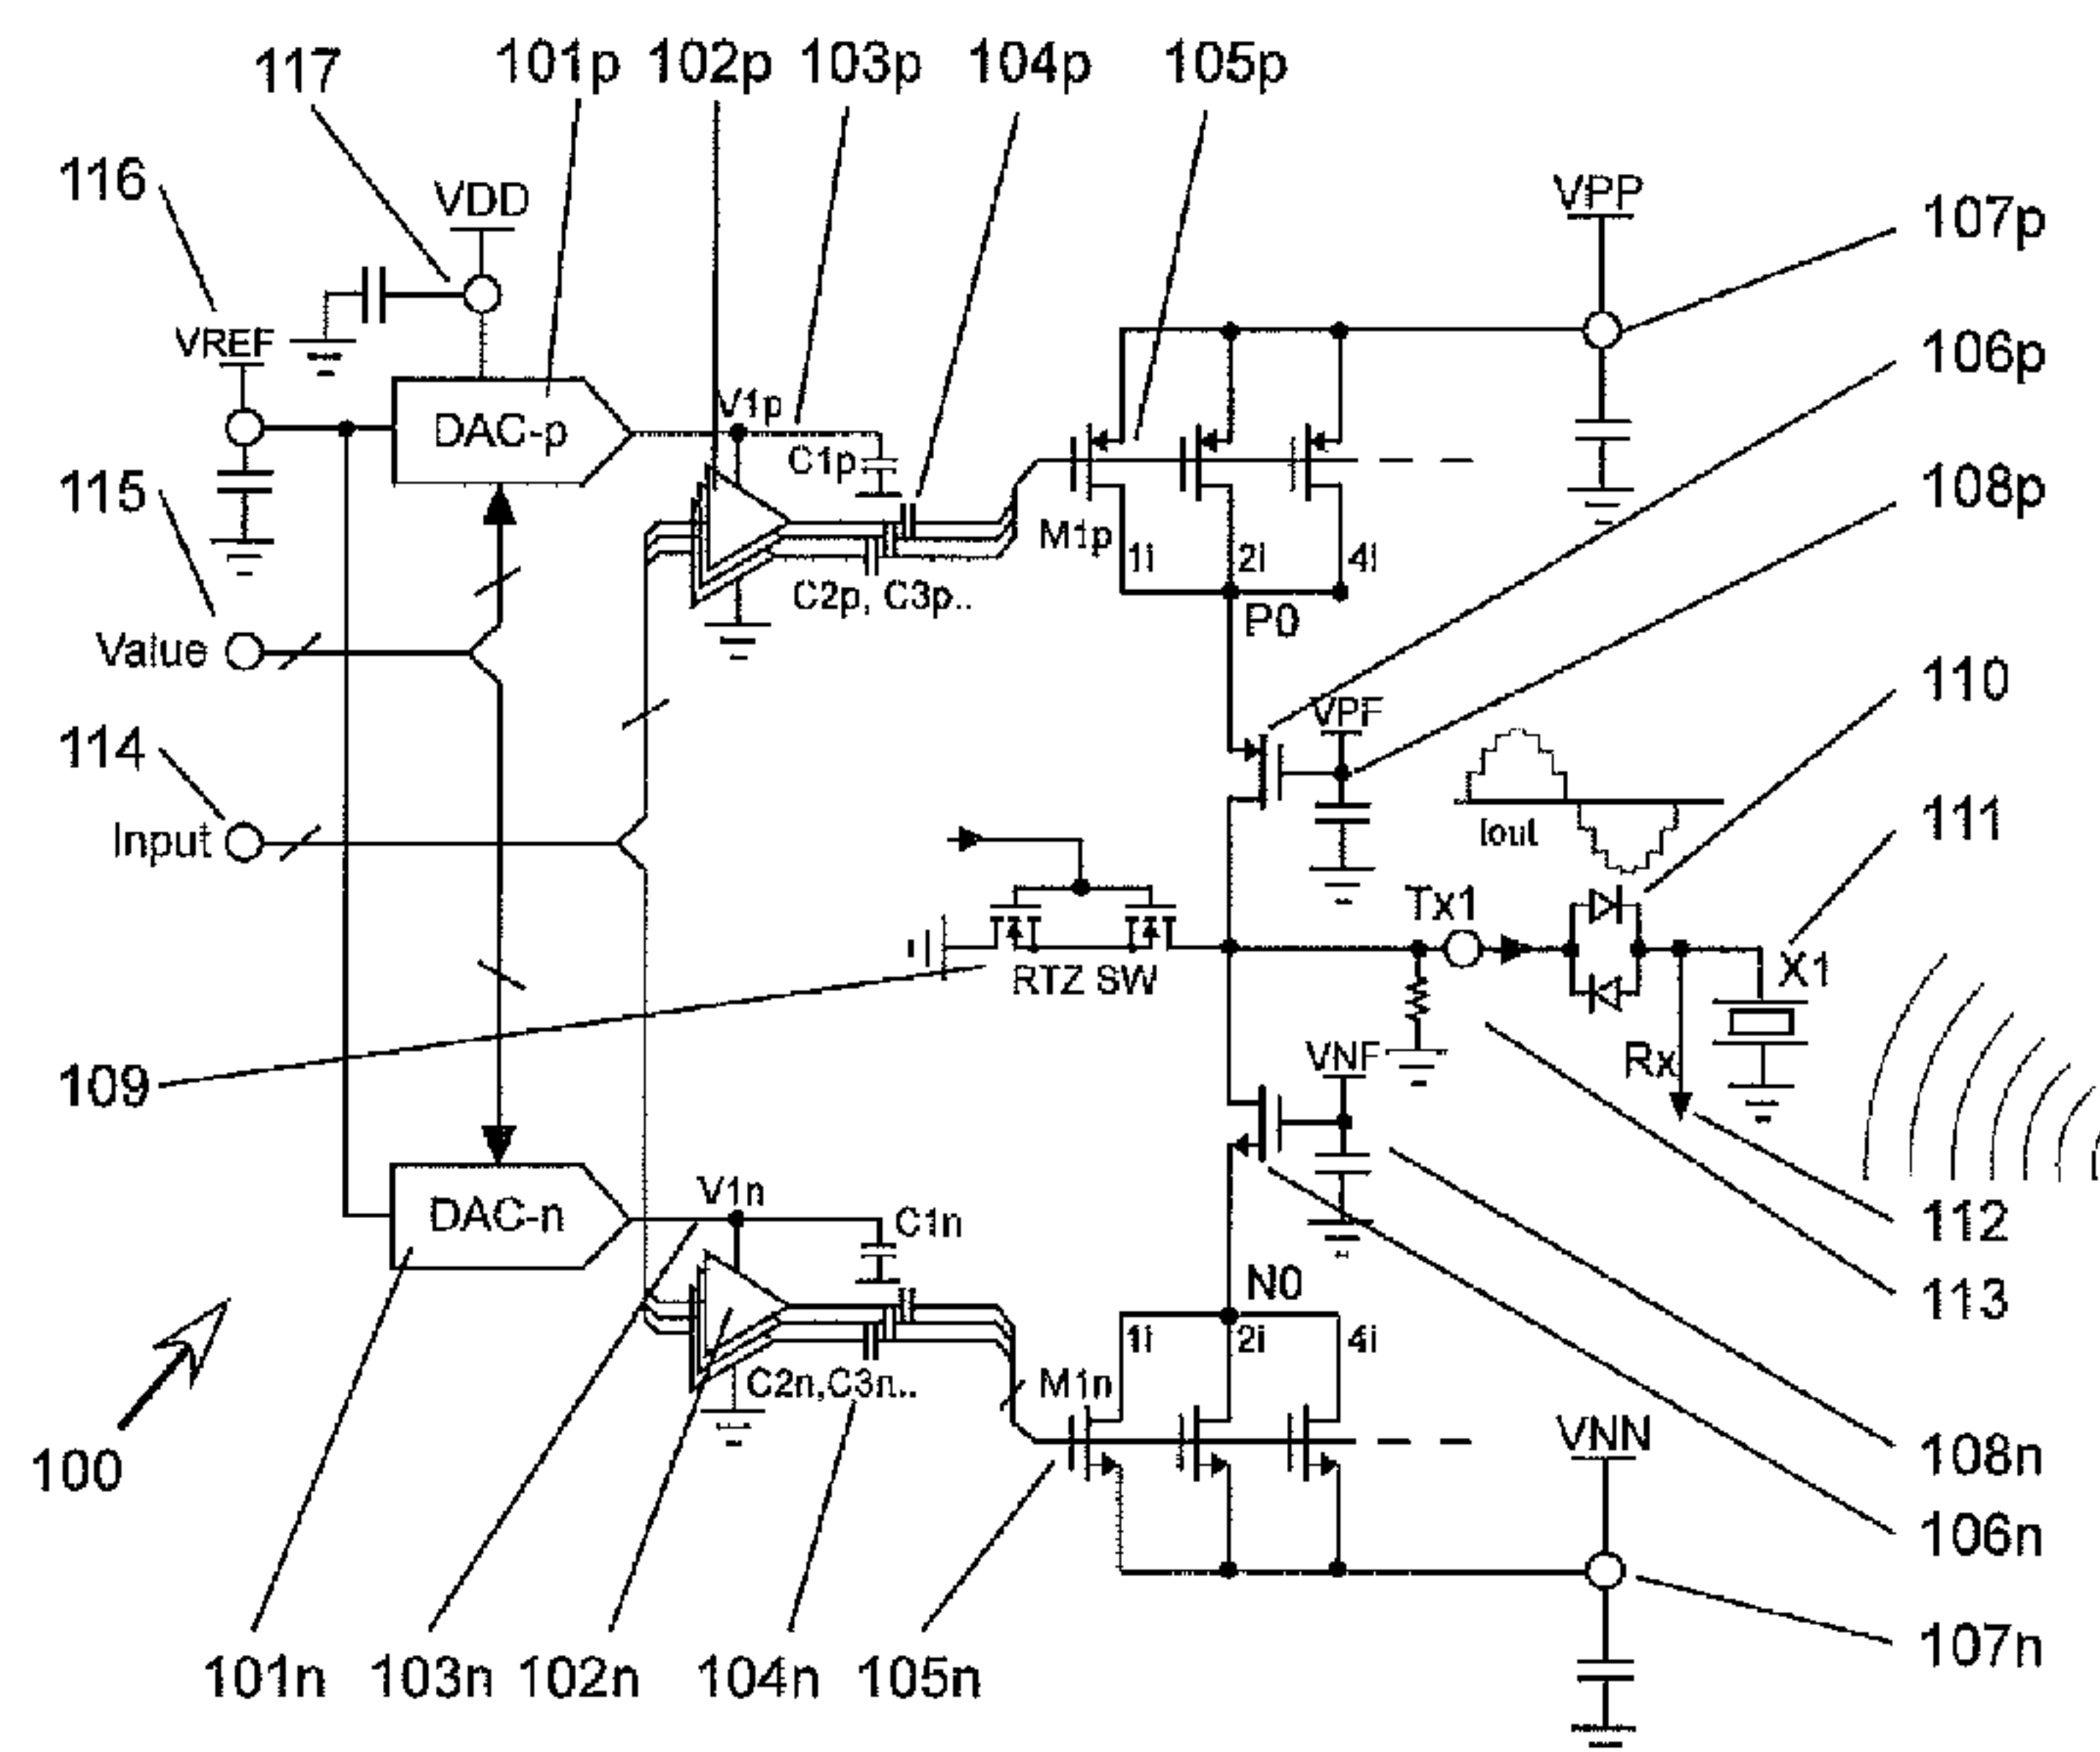 117
101p 102p 103p 104p 105p
116
VDD
VPP
107p
VREF
106p
DAC-p
V1p
115
C1p
108p
M1p
1i
2i
4i
C2p, C3p..
P0
Value
110
VPF
114
Input
Iout
111
Tx1
RTZ SW
X1
109
VNF
Rx
DAC-n
V1n
C1n
112
113
N0
1i
2i
4i
C2n,C3n..
M1n
VNN
108n
100
106n
107n
101n 103n 102n 104n 105n